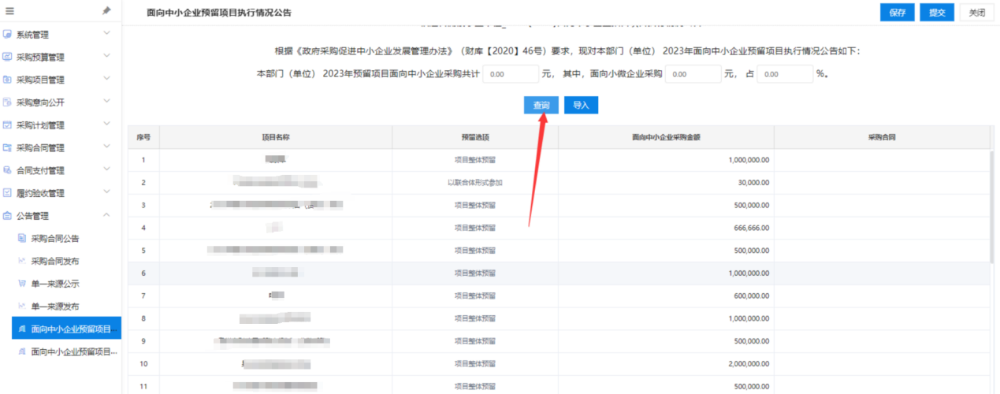 面向中小企业预留项目执行情况公告
保存 提交 关闭
系统管理
采购预算管理
采购项目管理
采购意向公开
采购计划管理
采购合同管理
合同支付管理
履约验收管理
公告管理
采购合同公告
采购合同发布
单一来源公示
单一来源发布
面向中小企业预留项目...
面向中小企业预留项目...
根据《政府采购促进中小企业发展管理办法》（财库【2020】46号）要求，现对本部门（单位） 2023年面向中小企业预留项目执行情况公告如下：
本部门（单位） 2023年预留项目面向中小企业采购共计 0.00 元， 其中，面向小微企业采购 0.00 元， 占 0.00 %。
查询 导入
序号 项目名称 预留选项 面向中小企业采购金额 采购合同
1 项目整体预留 1,000,000.00
2 以联合体形式参加 30,000.00
3 项目整体预留 500,000.00
4 项目整体预留 666,666.00
5 项目整体预留 500,000.00
6 项目整体预留 1,000,000.00
7 项目整体预留 600,000.00
8 项目整体预留 1,000,000.00
9 项目整体预留 500,000.00
10 项目整体预留 2,000,000.00
11 项目整体预留 500,000.00